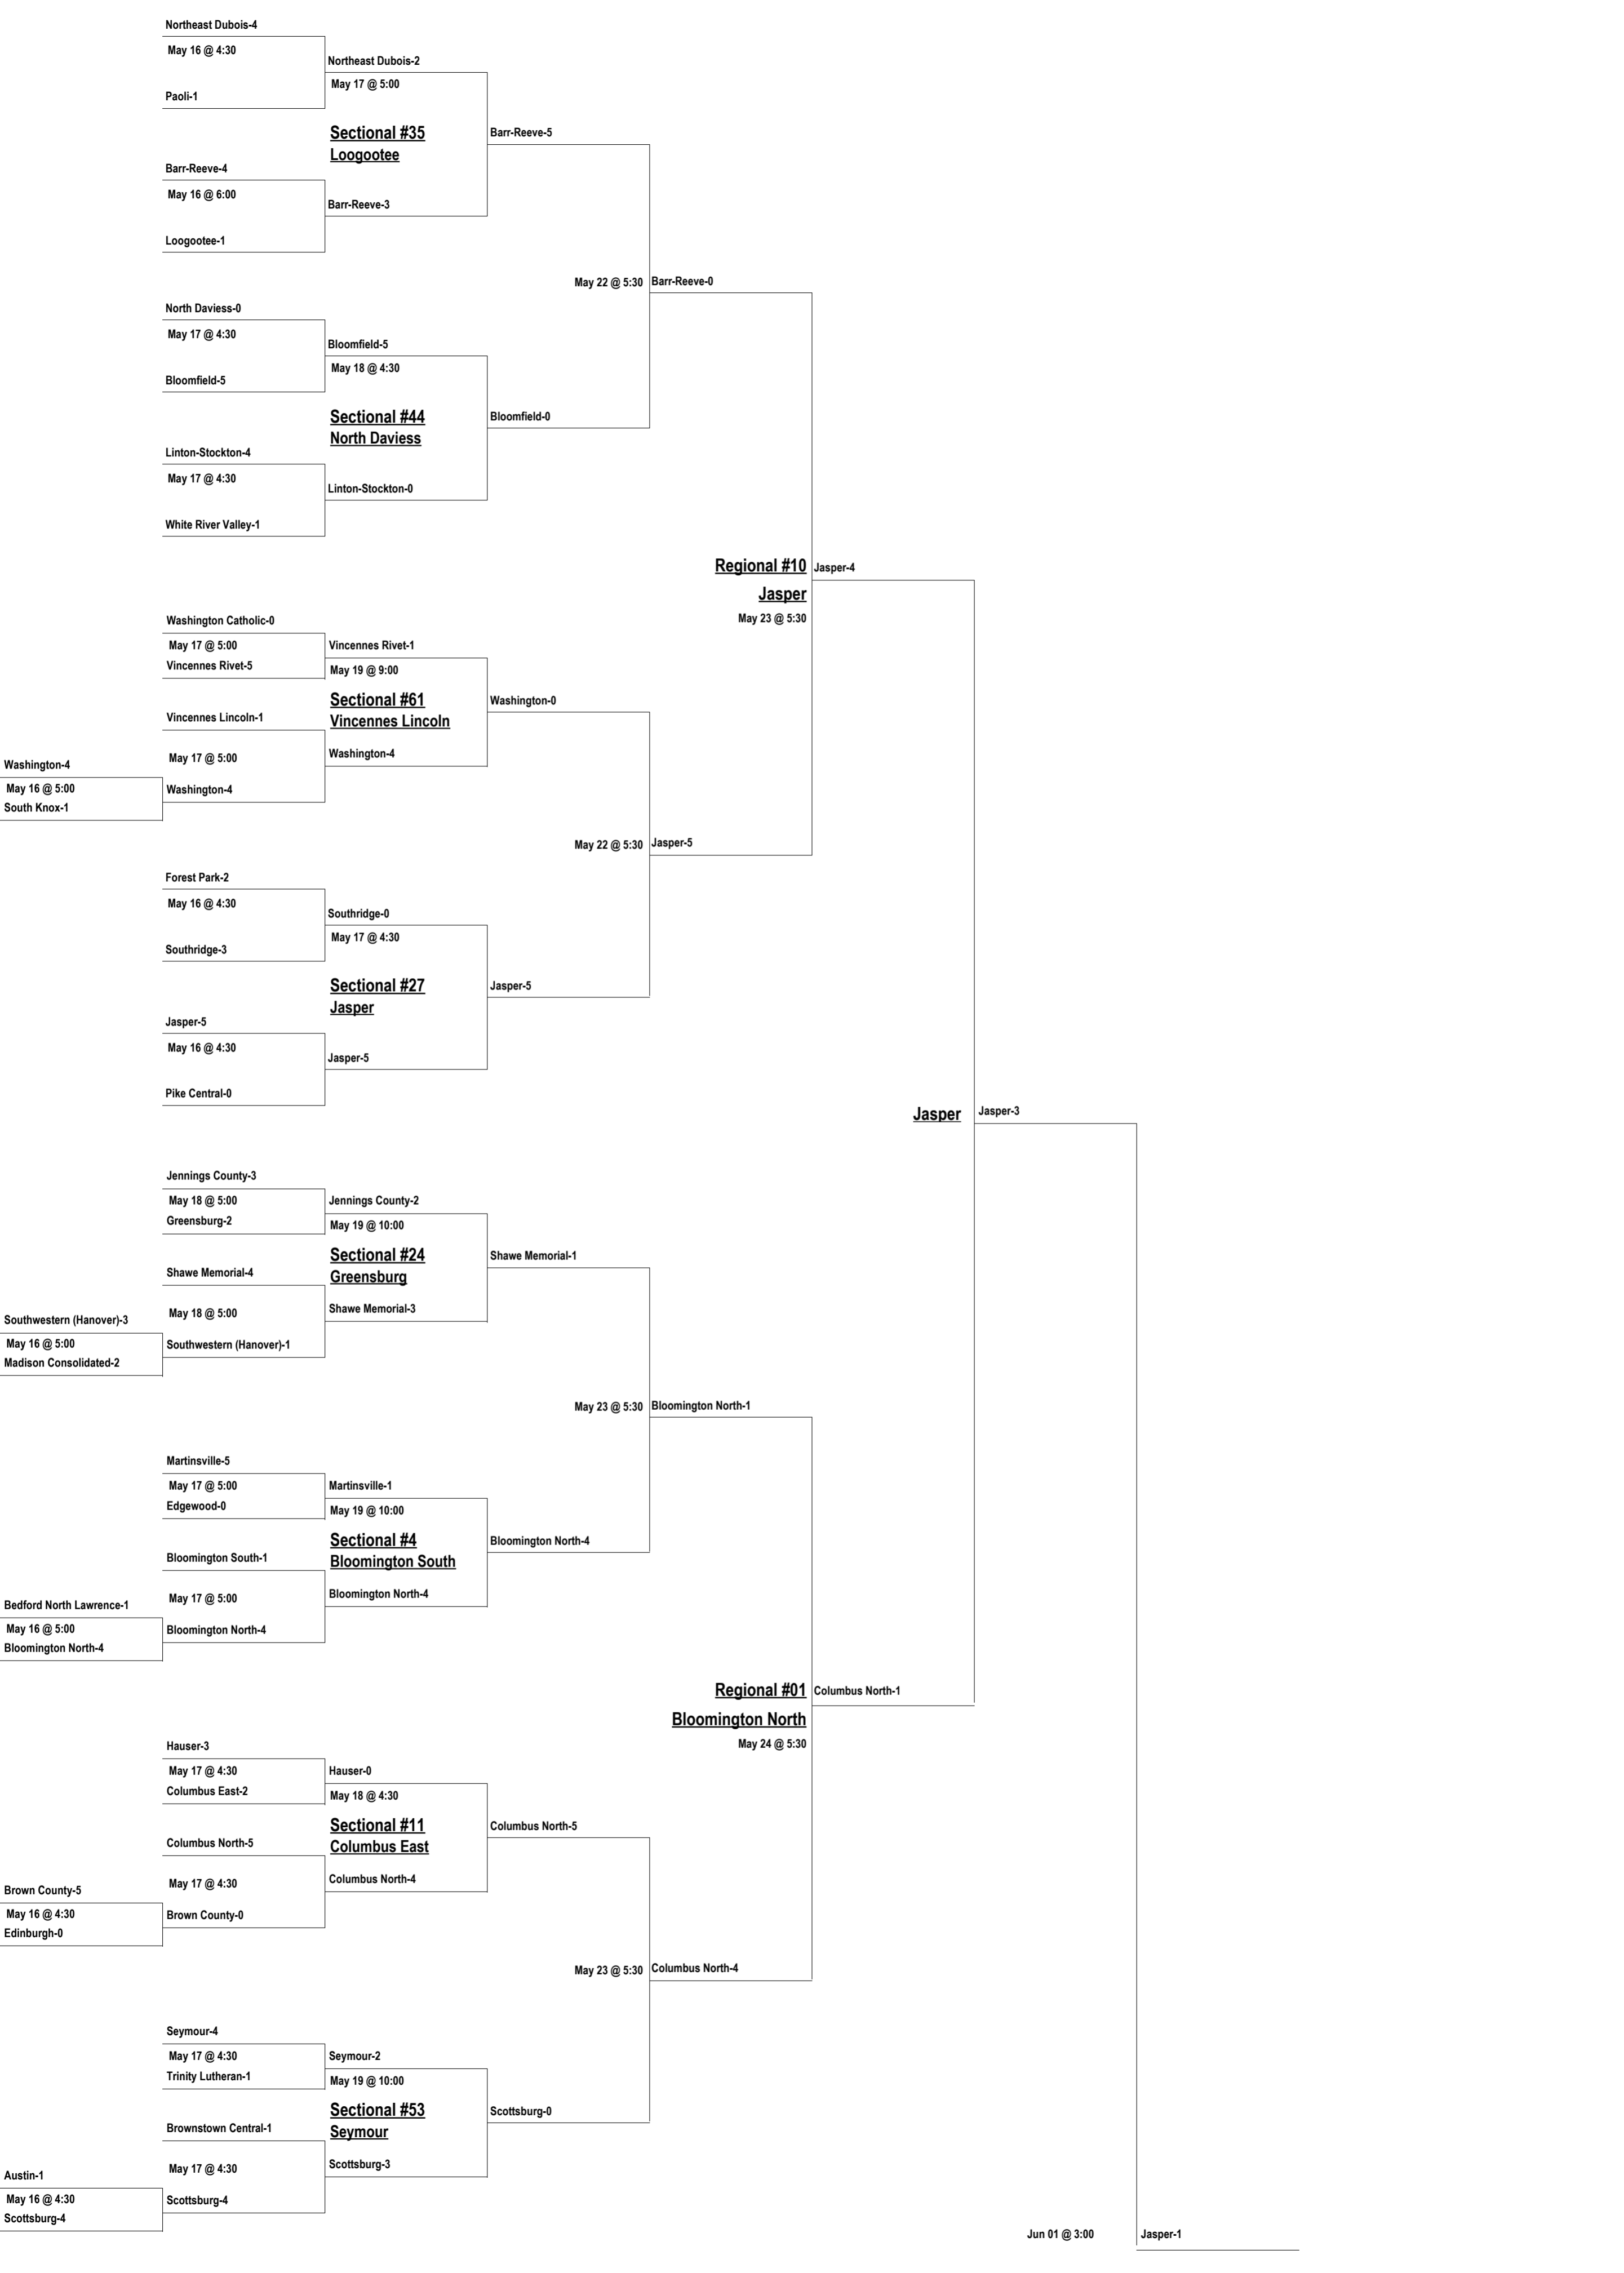 Northeast Dubois-4
May 16 @ 4:30
Northeast Dubois-2
May 17 @ 5:00
Paoli-1
Sectional #35
Barr-Reeve-5
Loogootee
Barr-Reeve-4
May 16 @ 6:00
Barr-Reeve-3
Loogootee-1
May 22 @ 5:30
Barr-Reeve-0
North Daviess-0
May 17 @ 4:30
Bloomfield-5
May 18 @ 4:30
Bloomfield-5
Sectional #44
Bloomfield-0
North Daviess
Linton-Stockton-4
May 17 @ 4:30
Linton-Stockton-0
White River Valley-1
Regional #10
Jasper-4
Jasper
May 23 @ 5:30
Washington Catholic-0
May 17 @ 5:00
Vincennes Rivet-1
Vincennes Rivet-5
May 19 @ 9:00
Sectional #61
Washington-0
Vincennes Lincoln-1
Vincennes Lincoln
May 17 @ 5:00
Washington-4
Washington-4
May 16 @ 5:00
Washington-4
South Knox-1
May 22 @ 5:30
Jasper-5
Forest Park-2
May 16 @ 4:30
Southridge-0
May 17 @ 4:30
Southridge-3
Sectional #27
Jasper-5
Jasper
Jasper-5
May 16 @ 4:30
Jasper-5
Pike Central-0
Jasper
Jasper-3
Jennings County-3
May 18 @ 5:00
Jennings County-2
Greensburg-2
May 19 @ 10:00
Sectional #24
Shawe Memorial-1
Shawe Memorial-4
Greensburg
Southwestern (Hanover)-3
May 18 @ 5:00
Shawe Memorial-3
May 16 @ 5:00
Southwestern (Hanover)-1
Madison Consolidated-2
May 23 @ 5:30
Bloomington North-1
Martinsville-5
May 17 @ 5:00
Martinsville-1
Edgewood-0
May 19 @ 10:00
Sectional #4
Bloomington North-4
Bloomington South-1
Bloomington South
Bedford North Lawrence-1
May 17 @ 5:00
Bloomington North-4
May 16 @ 5:00
Bloomington North-4
Bloomington North-4
Regional #01
Columbus North-1
Bloomington North
May 24 @ 5:30
Hauser-3
May 17 @ 4:30
Hauser-0
Columbus East-2
May 18 @ 4:30
Sectional #11
Columbus North-5
Columbus North-5
Columbus East
Brown County-5
May 17 @ 4:30
Columbus North-4
May 16 @ 4:30
Brown County-0
Edinburgh-0
May 23 @ 5:30
Columbus North-4
Seymour-4
May 17 @ 4:30
Seymour-2
Trinity Lutheran-1
May 19 @ 10:00
Sectional #53
Scottsburg-0
Brownstown Central-1
Seymour
Austin-1
May 17 @ 4:30
Scottsburg-3
May 16 @ 4:30
Scottsburg-4
Scottsburg-4
Jun 01 @ 3:00
Jasper-1